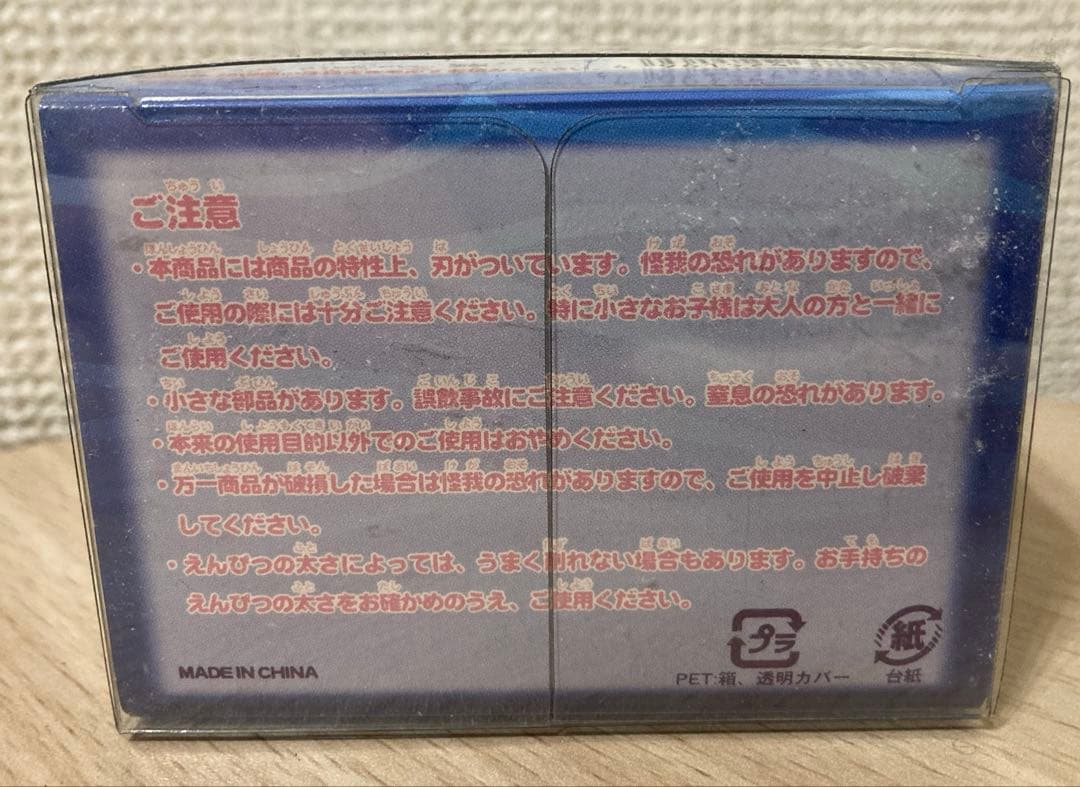 ご注意
・本商品には商品の特性上、刃がついています。怪我の恐れがありますので、
ご使用の際には十分ご注意ください。特に小さなお子様は大人の方と一緒に
ご使用ください。
・小さな部品があります。誤飲事故にご注意ください。窒息の恐れがあります。
・本来の使用目的以外でのご使用はおやめください。
・万一商品が破損した場合は怪我の恐れがありますので、ご使用を中止し破棄
してください。
・えんぴつの太さによっては、うまく削れない場合もあります。お手持ちの
えんぴつの太さをお確かめのうえ、ご使用ください。
プラ
紙
MADE IN CHINA
PET:箱、透明カバー
台紙